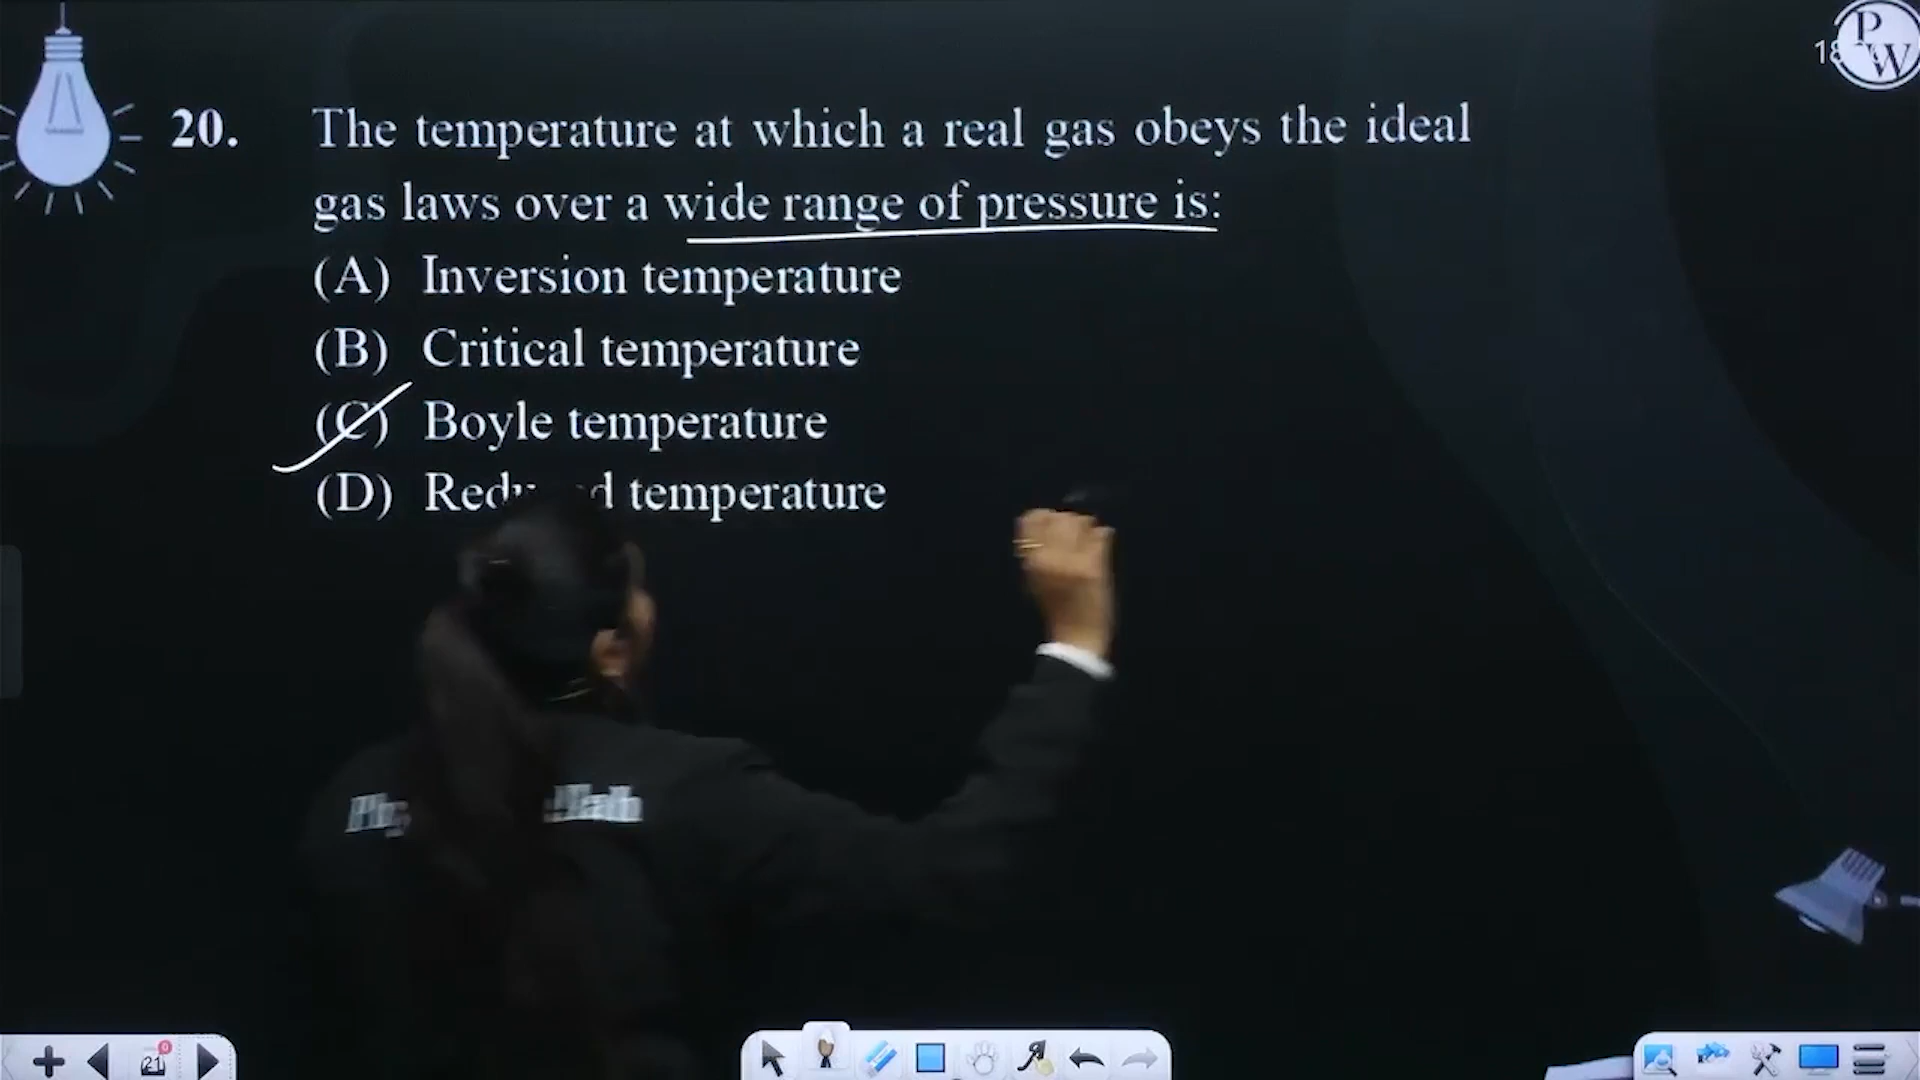 P
W
20. The temperature at which a real gas obeys the ideal
gas laws over a wide range of pressure is:
(A) Inversion temperature
(B) Critical temperature
(C) Boyle temperature
(D) temperature
21